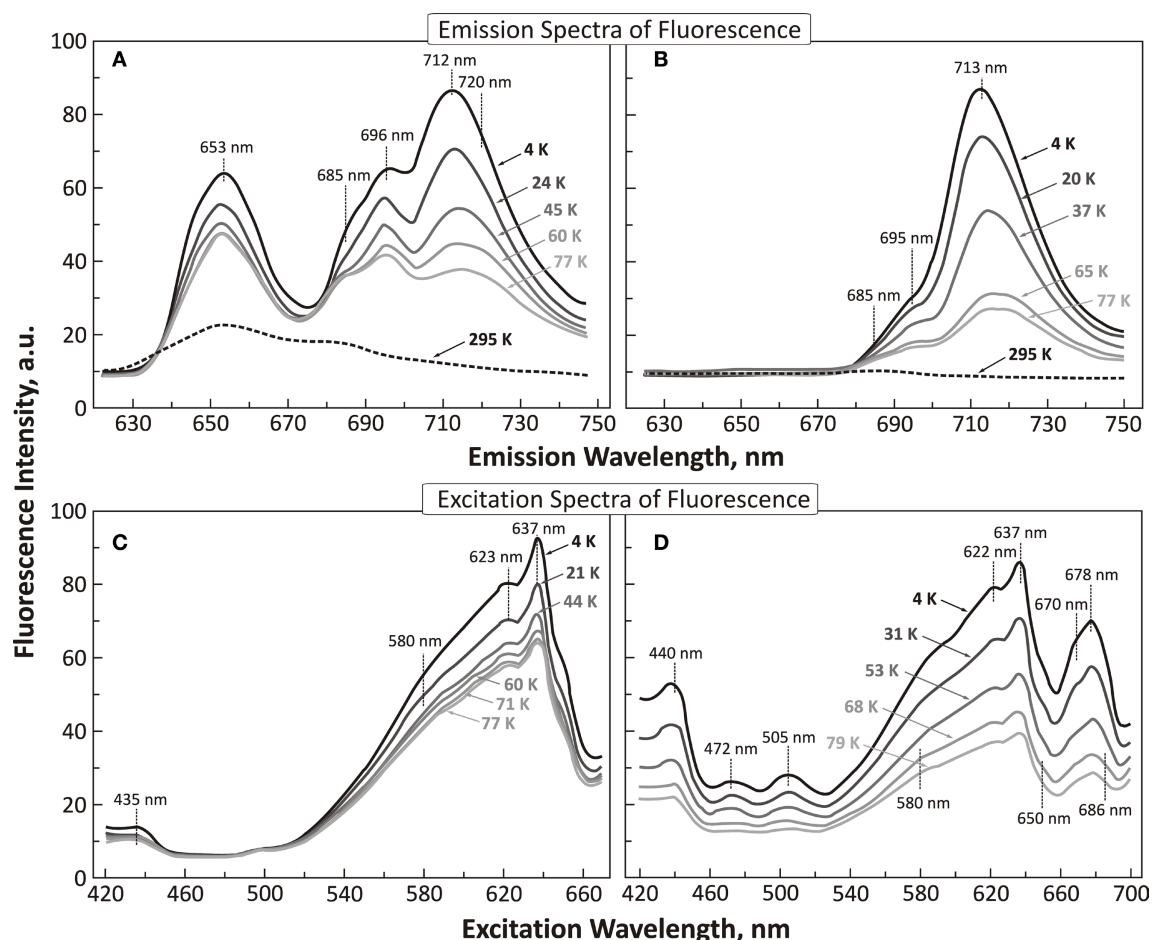 Emission Spectra of Fluorescence
A
B
100
80
60
40
20
0
653 nm
685 nm
696 nm
712 nm
720 nm
4 K
24 K
45 K
60 K
77 K
295 K
685 nm
695 nm
713 nm
4 K
20 K
37 K
65 K
77 K
295 K
630 650 670 690 710 730 750
630 650 670 690 710 730 750
Emission Wavelength, nm
Fluorescence Intensity, a.u.
Excitation Spectra of Fluorescence
C
D
100
80
60
40
20
0
435 nm
580 nm
623 nm
637 nm
4 K
21 K
44 K
60 K
71 K
77 K
440 nm
472 nm
505 nm
580 nm
622 nm
637 nm
650 nm
670 nm
678 nm
686 nm
4 K
31 K
53 K
68 K
79 K
420 460 500 540 580 620 660
420 460 500 540 580 620 660 700
Excitation Wavelength, nm